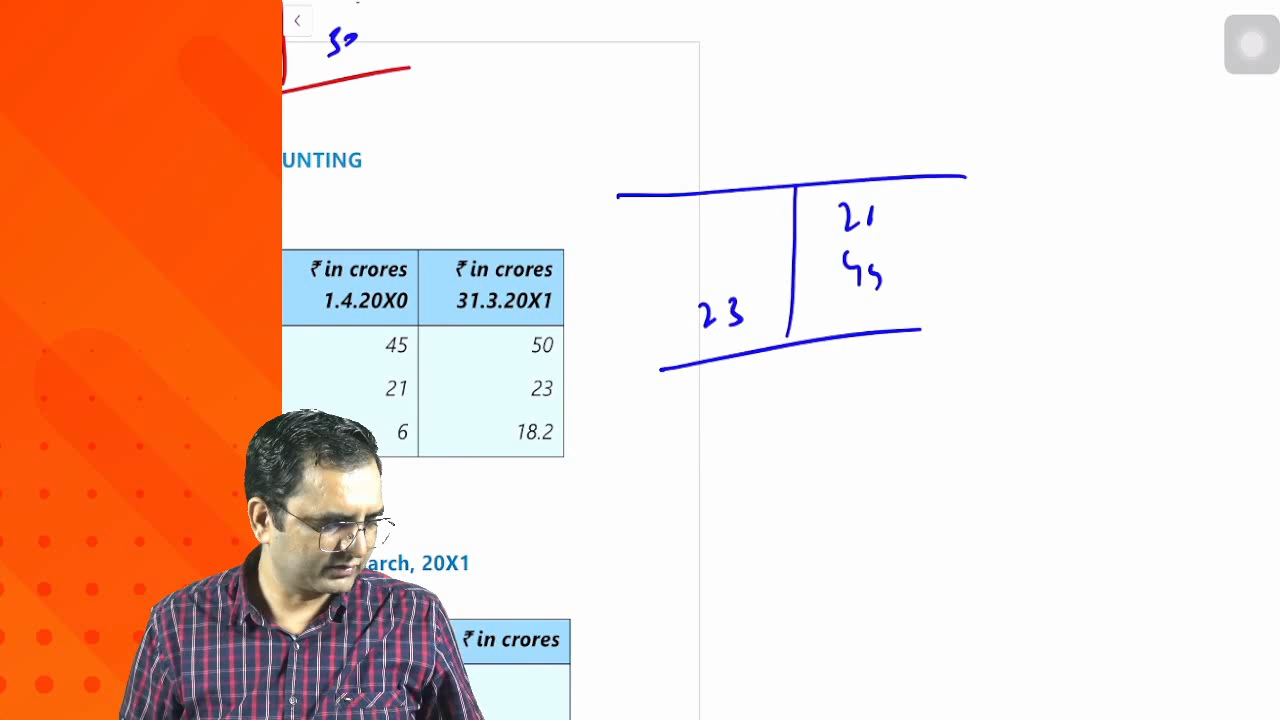 50
UNTING
₹ in crores ₹ in crores
1.4.20X0 31.3.20X1
45 50
21 23
6 18.2
21
45
23
arch, 20X1
₹ in crores